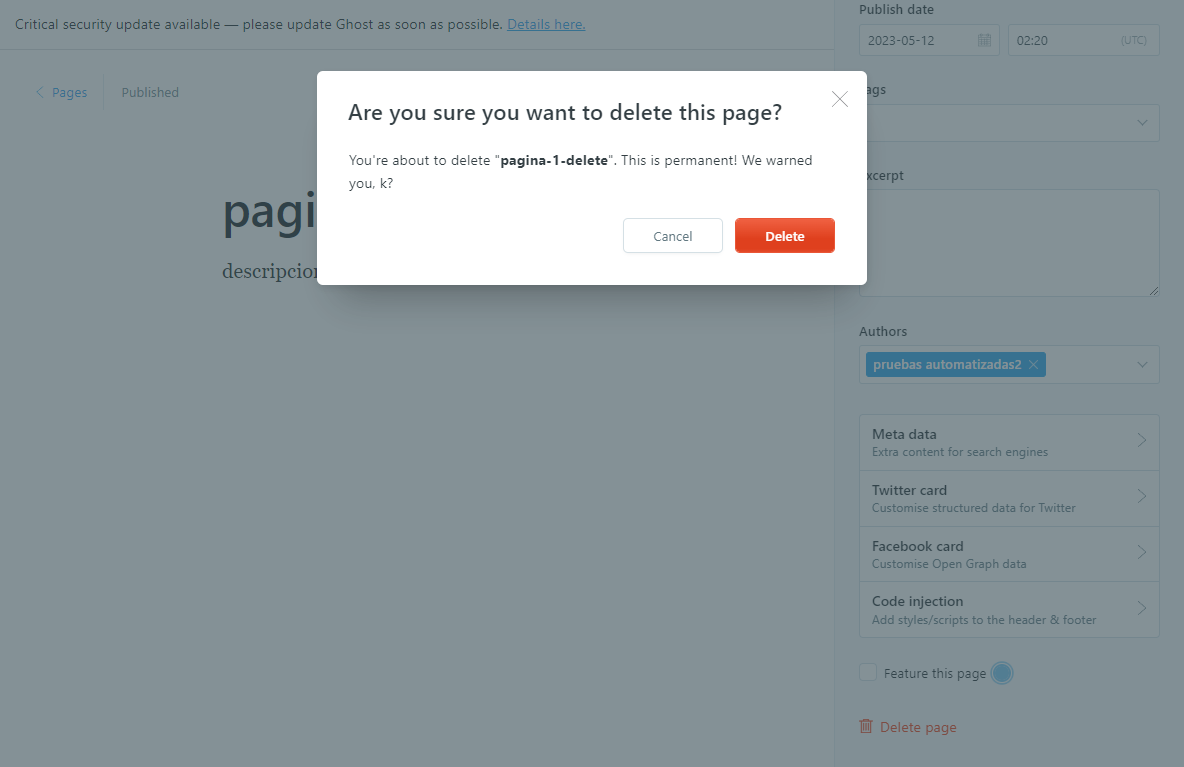 Critical security update available — please update Ghost as soon as possible. Details here.
Pages
Published
Are you sure you want to delete this page?
You're about to delete "pagina-1-delete". This is permanent! We warned
you, k?
Cancel
Delete
pagi
descripcion
Publish date
2023-05-12
02:20
(UTC)
ags
xcerpt
Authors
pruebas automatizadas2
Meta data
Extra content for search engines
Twitter card
Customise structured data for Twitter
Facebook card
Customise Open Graph data
Code injection
Add styles/scripts to the header & footer
Feature this page
Delete page